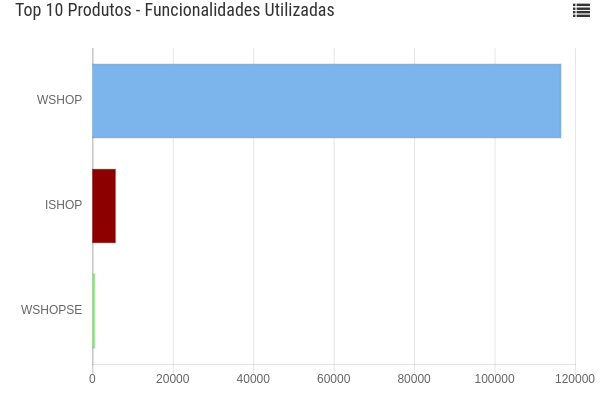 Top 10 Produtos - Funcionalidades Utilizadas
WSHOP
ISHOP
WSHOPSE
0 20000 40000 60000 80000 100000 120000